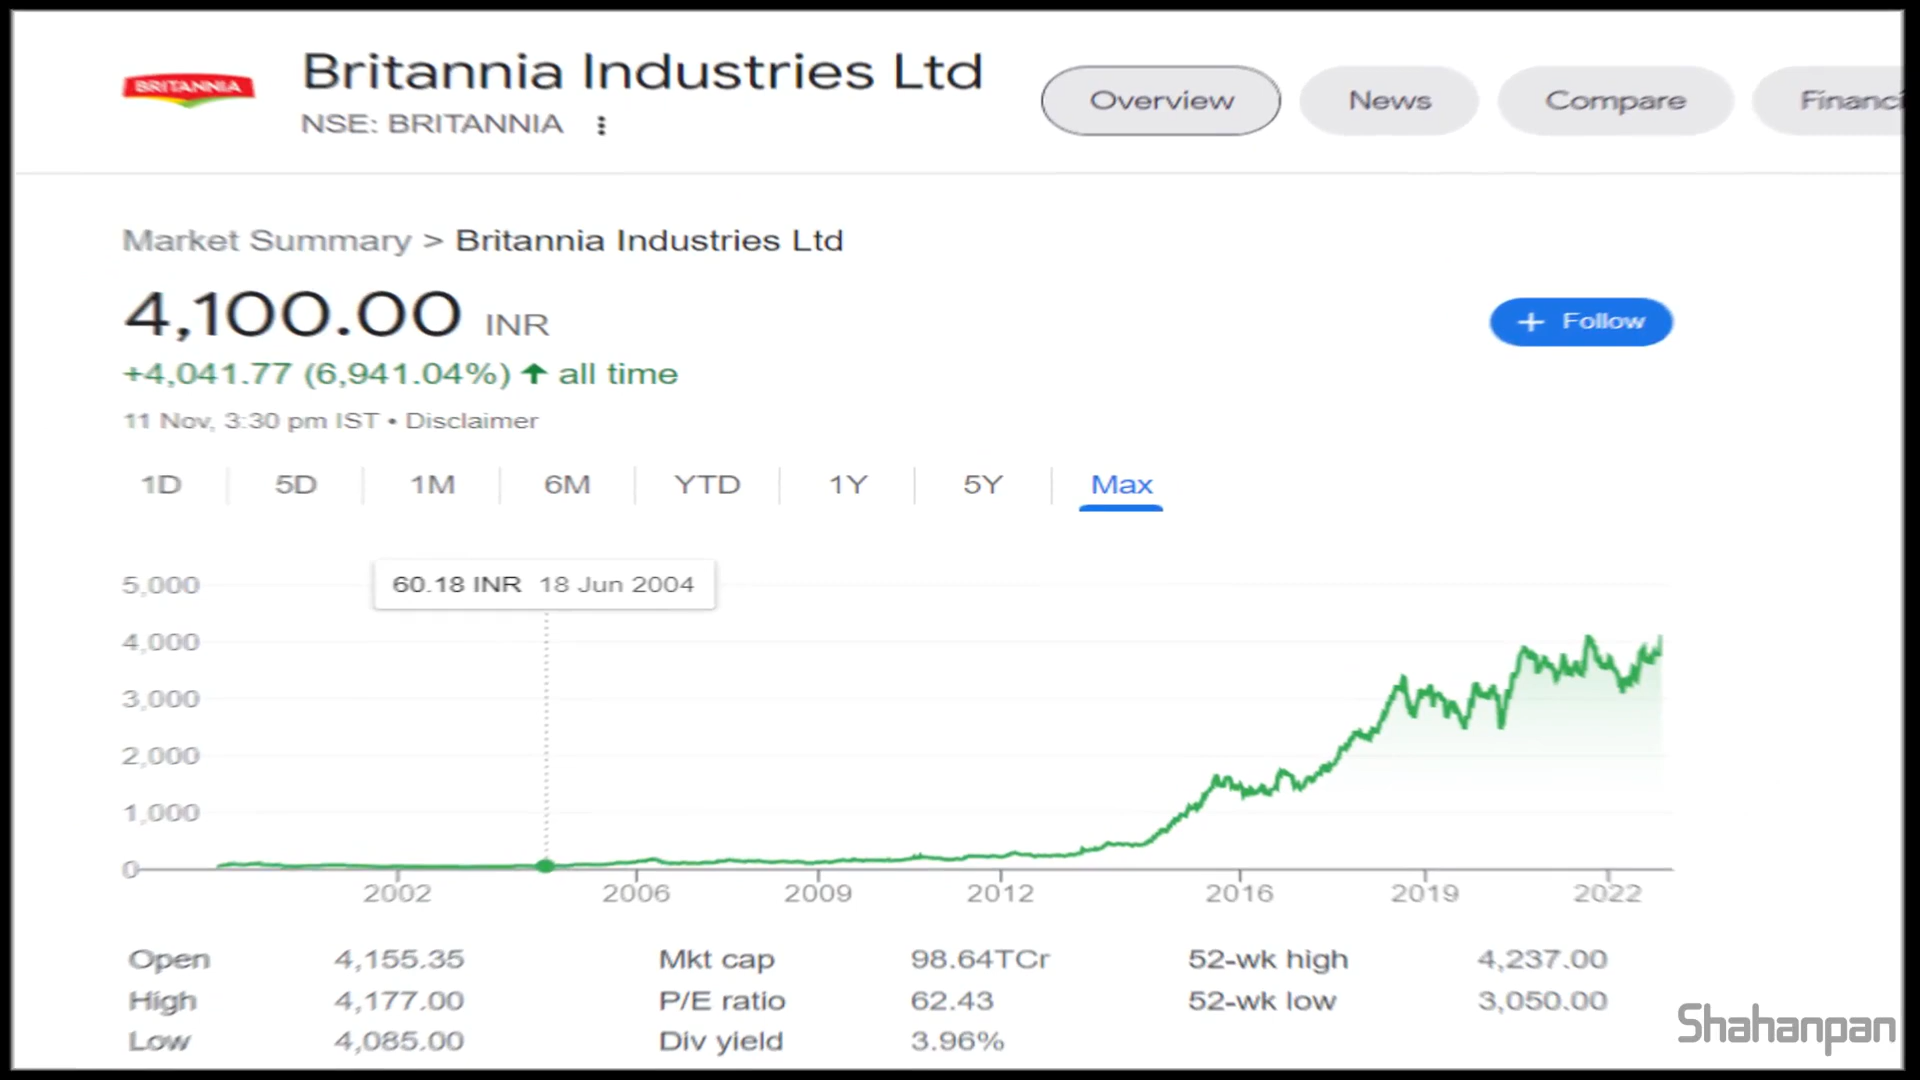 BRITANNIA
Britannia Industries Ltd
NSE: BRITANNIA
Overview
News
Compare
Financi
Market Summary > Britannia Industries Ltd
4,100.00 INR
+ Follow
+4,041.77 (6,941.04%) ↑ all time
11 Nov, 3:30 pm IST • Disclaimer
1D 5D 1M 6M YTD 1Y 5Y Max
60.18 INR 18 Jun 2004
5,000
4,000
3,000
2,000
1,000
0
2002 2006 2009 2012 2016 2019 2022
Open 4,155.35 Mkt cap 98.64TCr 52-wk high 4,237.00
High 4,177.00 P/E ratio 62.43 52-wk low 3,050.00
Low 4,085.00 Div yield 3.96%
Shahanpan